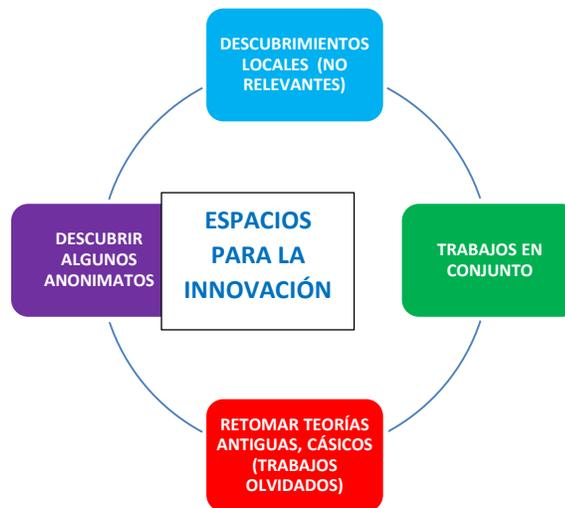 DESCUBRIMIENTOS
LOCALES (NO
RELEVANTES)
ESPACIOS
PARA LA
INNOVACIÓN
DESCUBRIR
ALGUNOS
ANONIMATOS
TRABAJOS EN
CONJUNTO
RETOMAR TEORÍAS
ANTIGUAS, CÁSICOS
(TRABAJOS
OLVIDADOS)